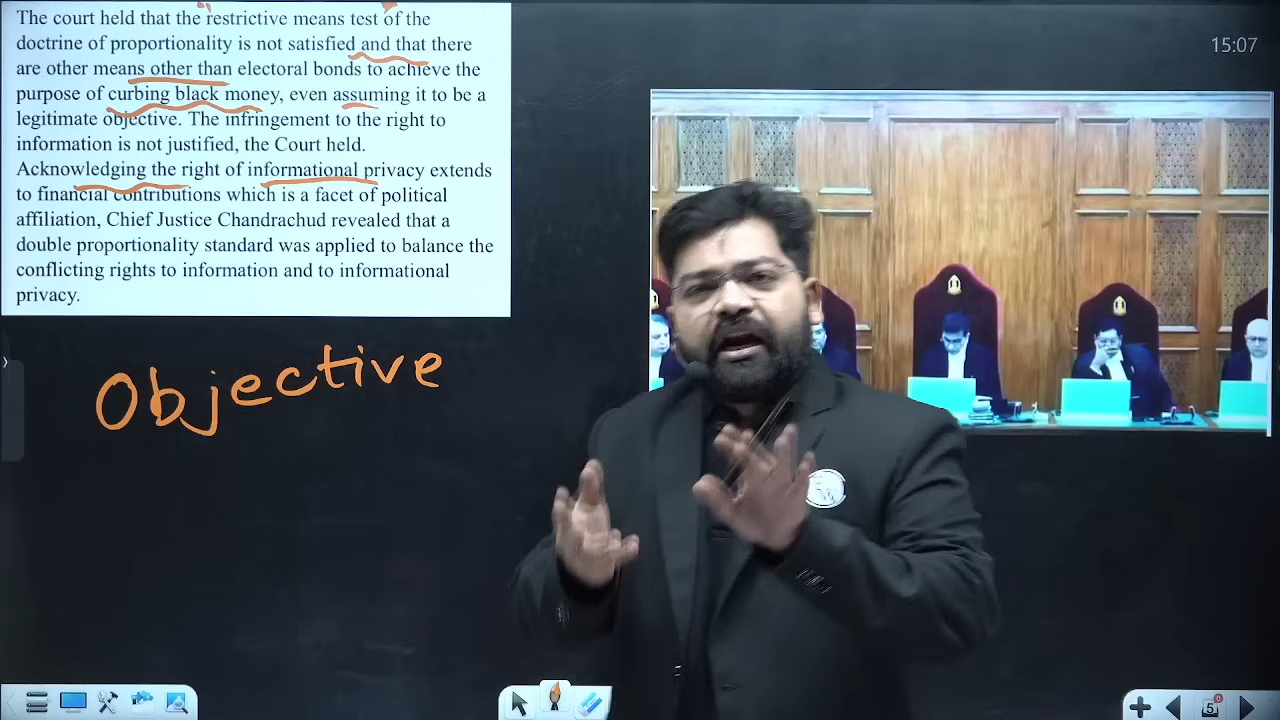 The court held that the restrictive means test of the
doctrine of proportionality is not satisfied and that there
are other means other than electoral bonds to achieve the
purpose of curbing black money, even assuming it to be a
legitimate objective. The infringement to the right to
information is not justified, the Court held.
Acknowledging the right of informational privacy extends
to financial contributions which is a facet of political
affiliation, Chief Justice Chandrachud revealed that a
double proportionality standard was applied to balance the
conflicting rights to information and to informational
privacy.
15:07
Objective
5
0